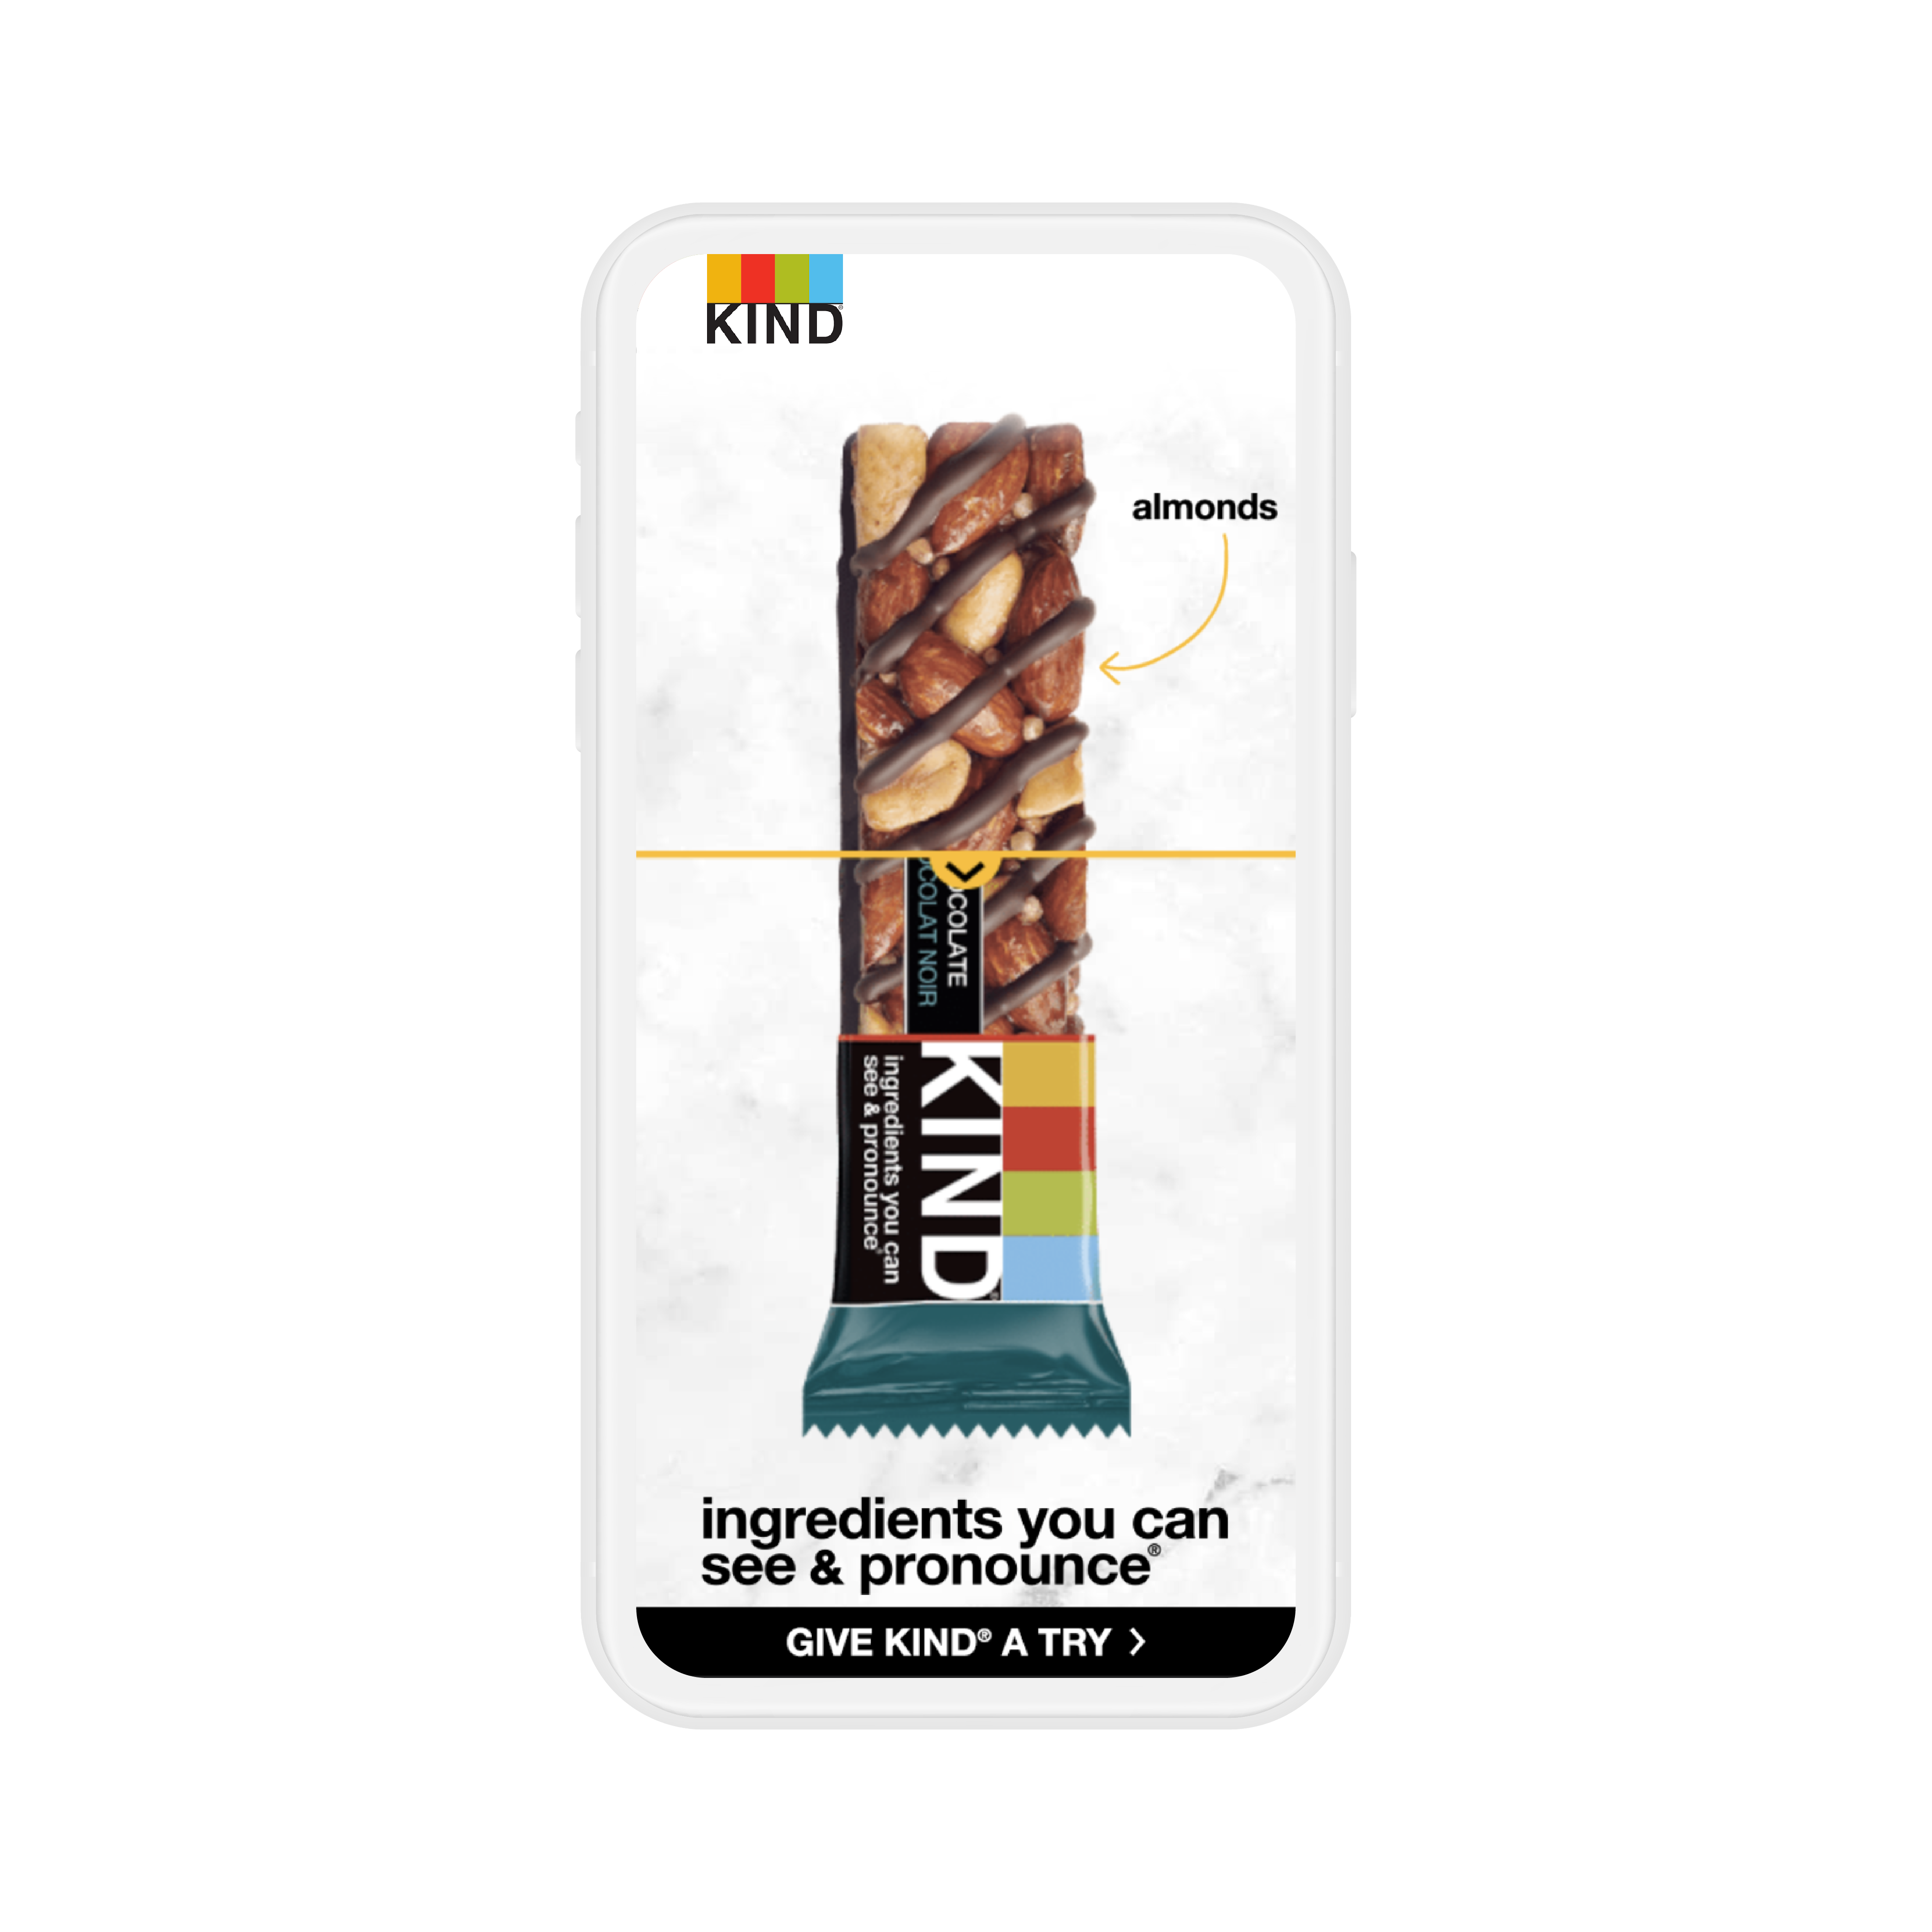 KIND
almonds
COLATE
COLAT NOIR
KIND®
ingredients you can
see & pronounce®
ingredients you can
see & pronounce®
GIVE KIND® A TRY >